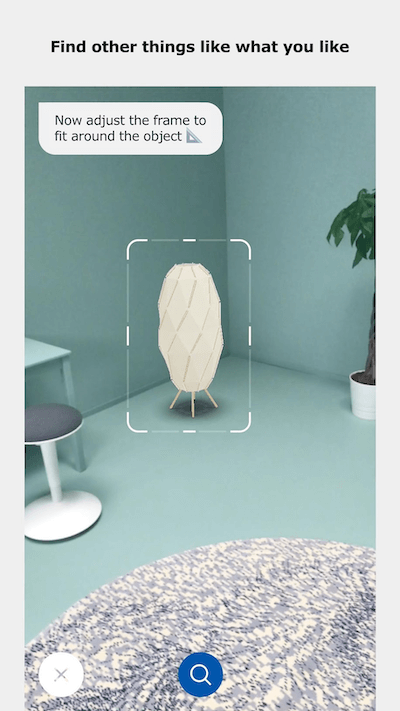 Find other things like what you like
Now adjust the frame to
fit around the object 📐